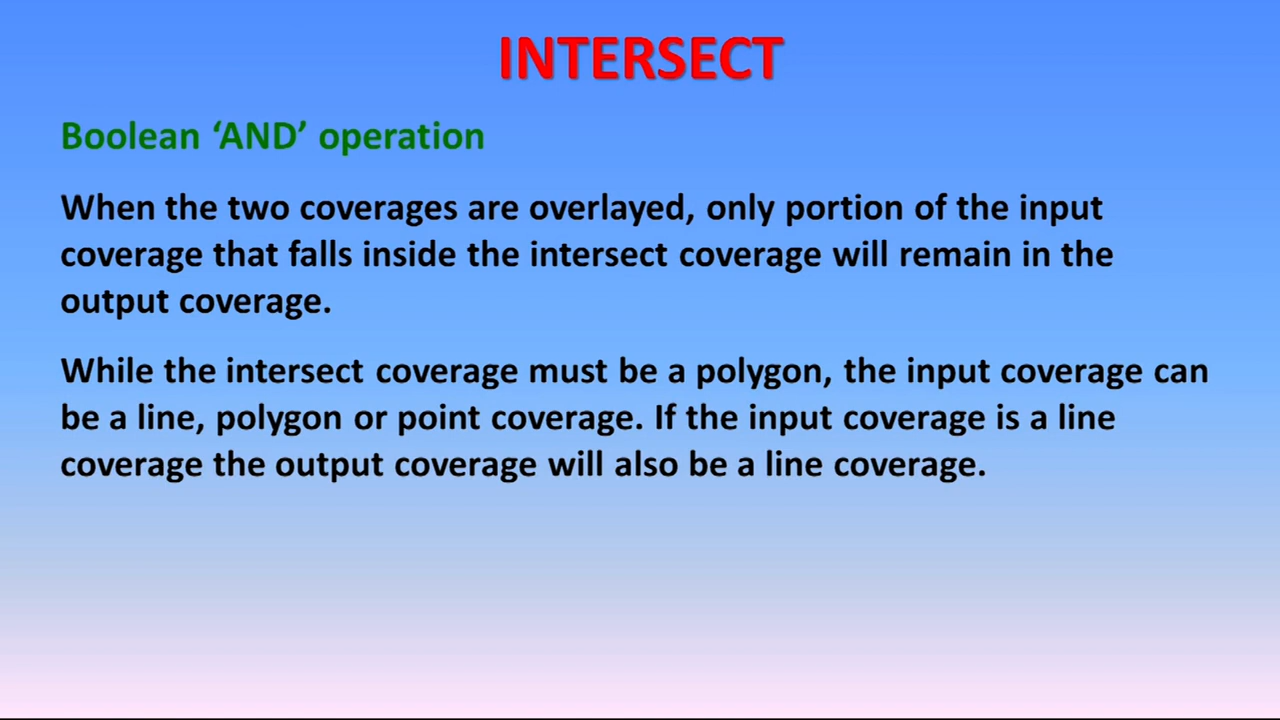 INTERSECT
Boolean ‘AND’ operation
When the two coverages are overlayed, only portion of the input
coverage that falls inside the intersect coverage will remain in the
output coverage.
While the intersect coverage must be a polygon, the input coverage can
be a line, polygon or point coverage. If the input coverage is a line
coverage the output coverage will also be a line coverage.